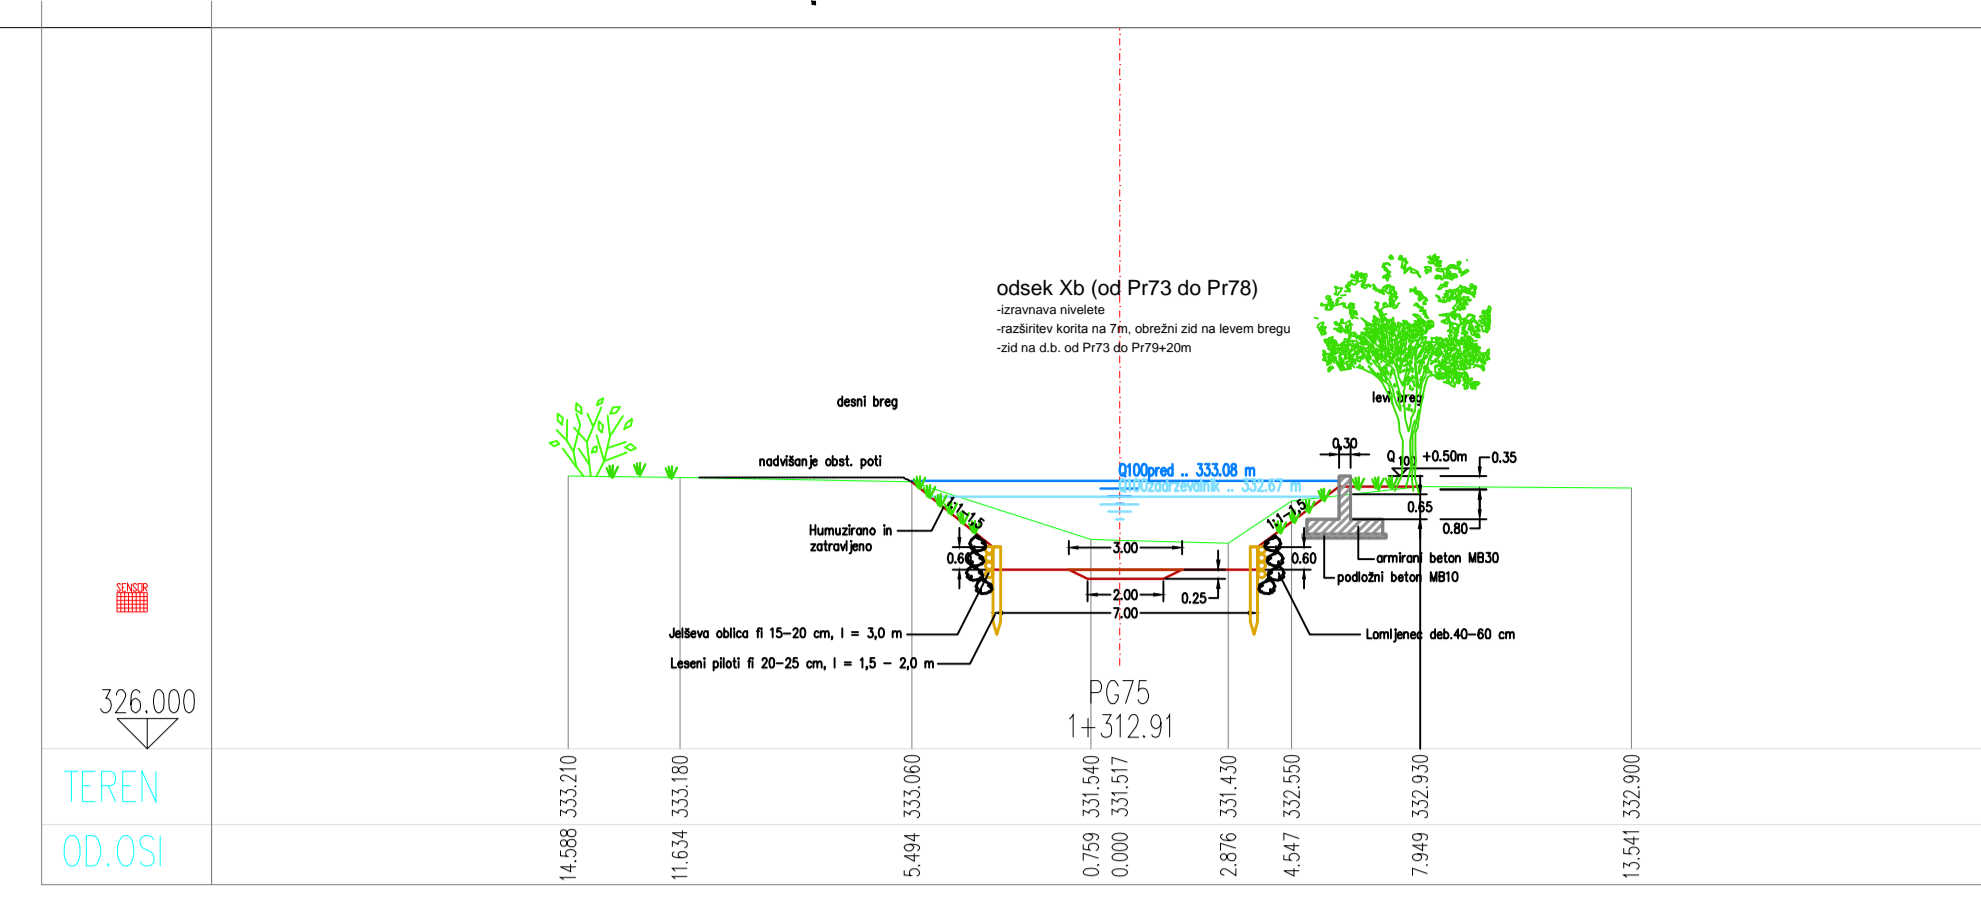 odsek Xb (od Pr73 do Pr78)
-izravnava nivelete
-razširitev korita na 7m, obrežni zid na levem bregu
-zid na d.b. od Pr73 do Pr79+20m
desni breg
levi breg
nadvišanje obst. poti
Q100pred .. 333.08 m
Q100zadrževalnik .. 332.67 m
0.30
Q100 +0.50m
0.35
0.65
0.80
1:1-1.5
1:1-1.5
Humuzirano in
zatravljeno
0.60
3.00
0.60
armirani beton MB30
podložni beton MB10
2.00
0.25
7.00
Jelševa oblica fi 15-20 cm, l = 3,0 m
Lomljenec deb.40-60 cm
Leseni piloti fi 20-25 cm, l = 1,5 - 2,0 m
SENSOR
326.000
PG75
1+312.91
TEREN
333.210 333.180 333.060 331.540 331.517 331.430 332.550 332.930 332.900
OD.OSI
14.588 11.634 5.494 0.759 0.000 2.876 4.547 7.949 13.541